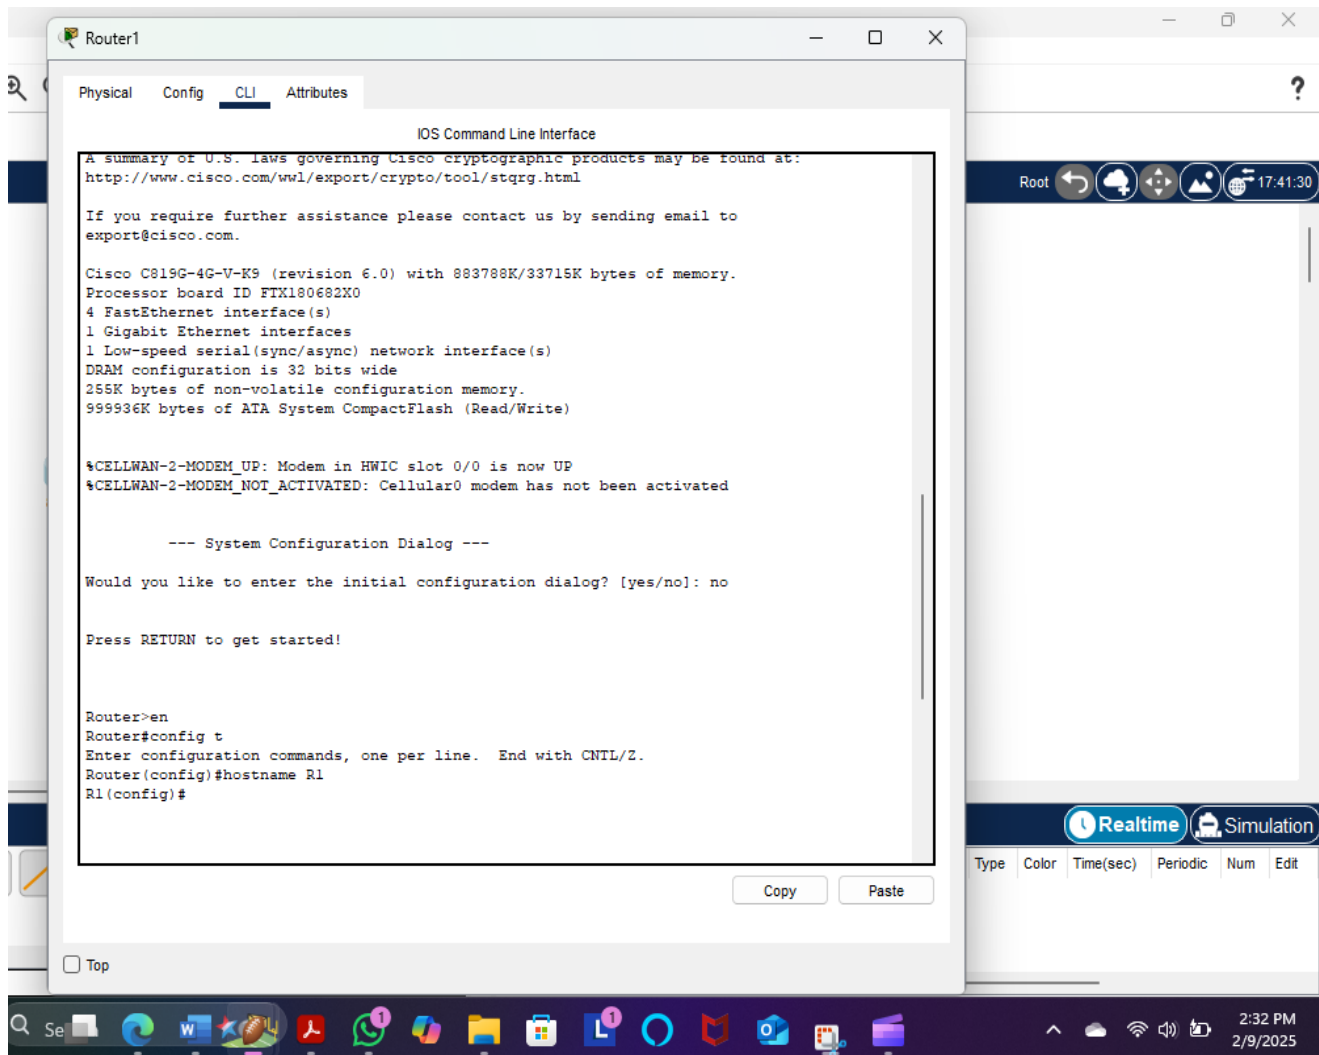 Router1
Physical Config CLI Attributes
IOS Command Line Interface
A summary of U.S. laws governing Cisco cryptographic products may be found at:
http://www.cisco.com/wwl/export/crypto/tool/stqrg.html
If you require further assistance please contact us by sending email to
export@cisco.com.
Cisco C819G-4G-V-K9 (revision 6.0) with 883788K/33715K bytes of memory.
Processor board ID FTX180682X0
4 FastEthernet interface(s)
1 Gigabit Ethernet interfaces
1 Low-speed serial(sync/async) network interface(s)
DRAM configuration is 32 bits wide
255K bytes of non-volatile configuration memory.
999936K bytes of ATA System CompactFlash (Read/Write)
%CELLWAN-2-MODEM_UP: Modem in HWIC slot 0/0 is now UP
%CELLWAN-2-MODEM_NOT_ACTIVATED: Cellular0 modem has not been activated
--- System Configuration Dialog ---
Would you like to enter the initial configuration dialog? [yes/no]: no
Press RETURN to get started!
Router>en
Router#config t
Enter configuration commands, one per line.  End with CNTL/Z.
Router(config)#hostname R1
R1(config)#
Copy Paste
Top
?
Root 17:41:30
Realtime Simulation
Type Color Time(sec) Periodic Num Edit
Se
1
1
2:32 PM
2/9/2025